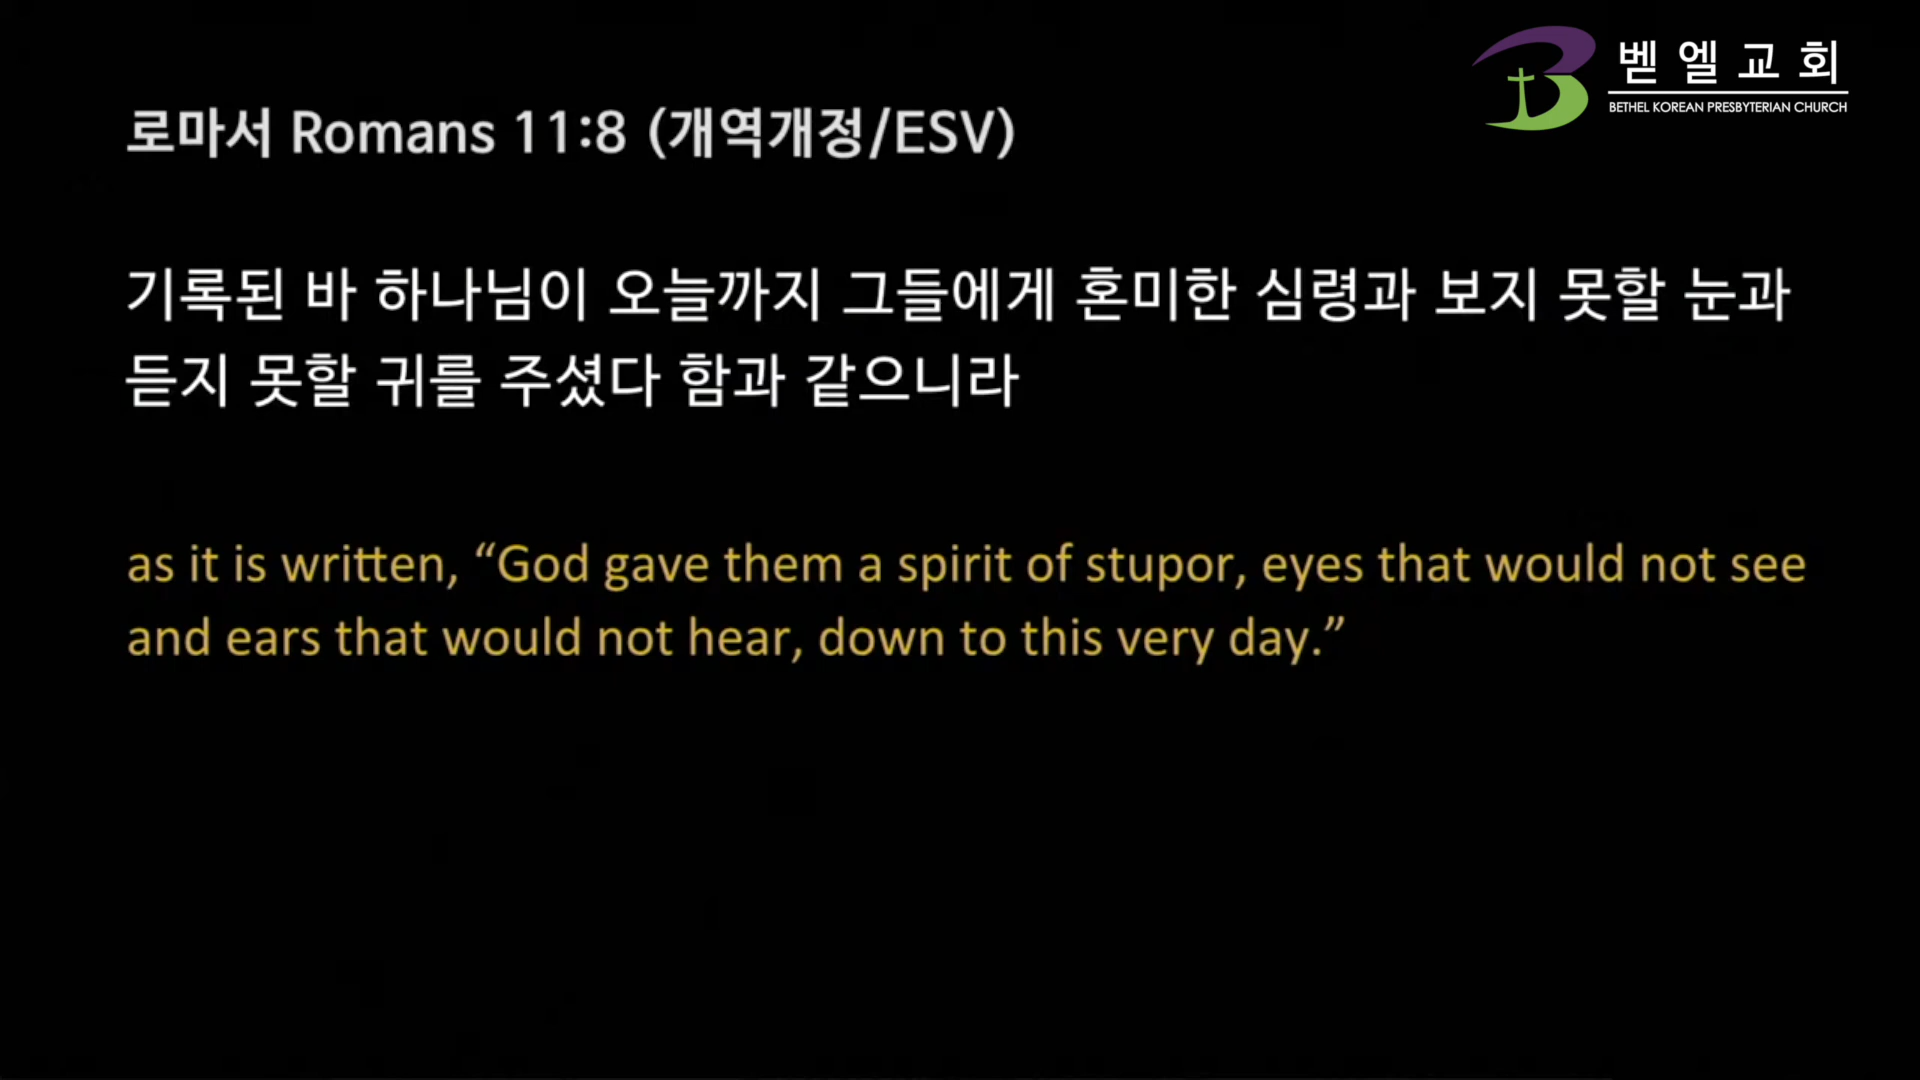 벧엘교회
BETHEL KOREAN PRESBYTERIAN CHURCH
로마서 Romans 11:8 (개역개정/ESV)
기록된 바 하나님이 오늘까지 그들에게 혼미한 심령과 보지 못할 눈과
듣지 못할 귀를 주셨다 함과 같으니라
as it is written, “God gave them a spirit of stupor, eyes that would not see
and ears that would not hear, down to this very day.”